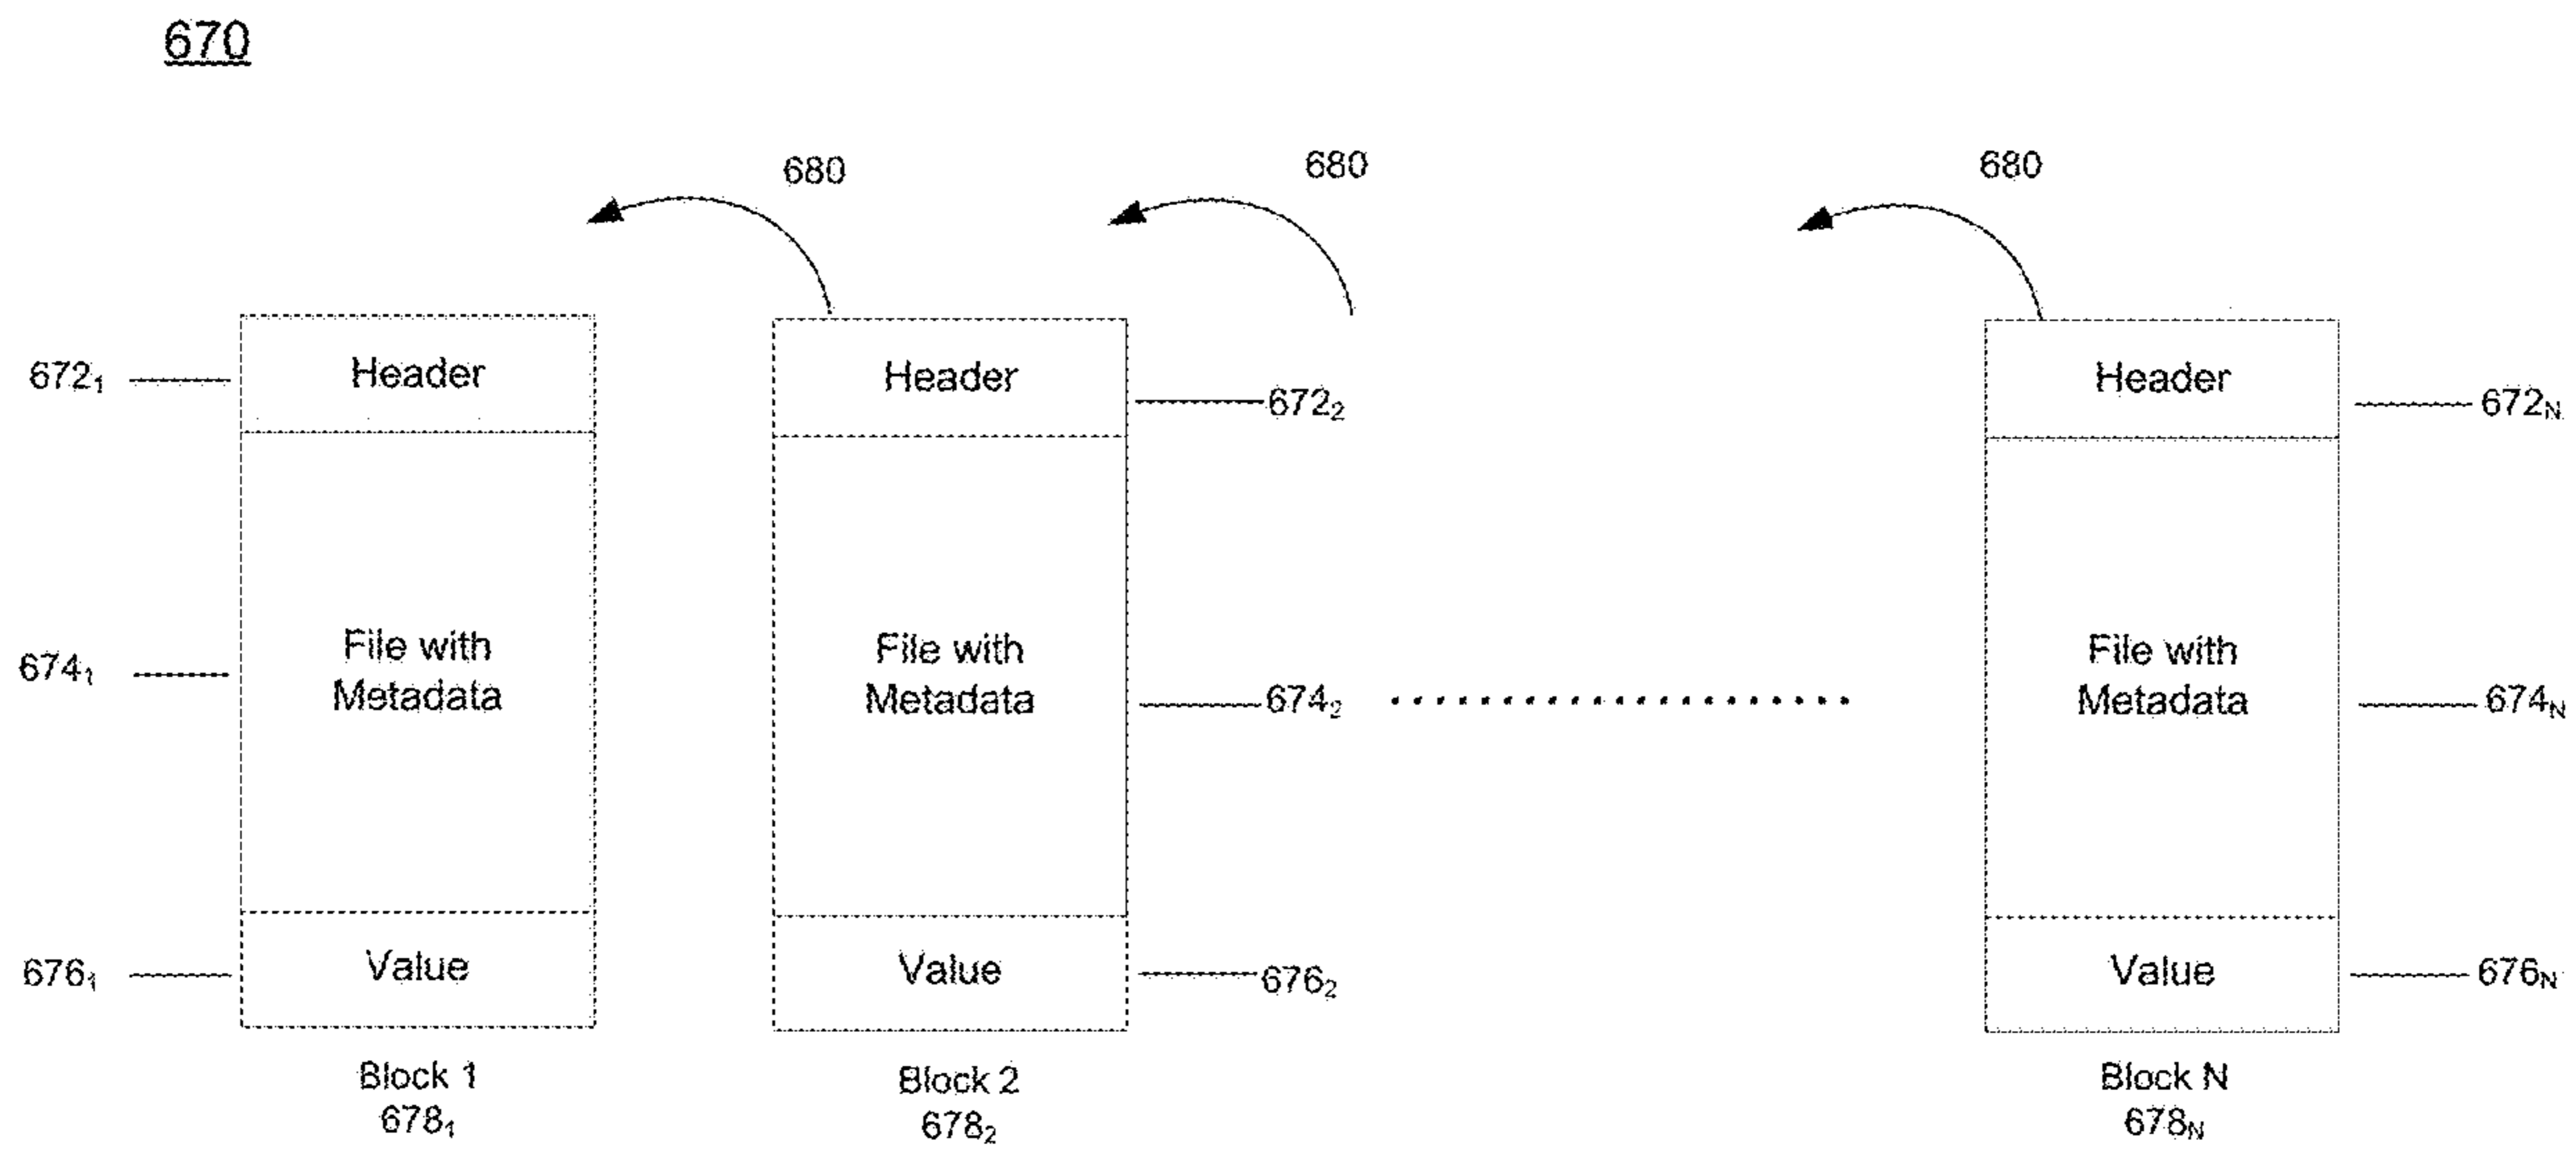 670
680
680
680
Header
Header
Header
672₁
672₂
672ₙ
File with
Metadata
File with
Metadata
File with
Metadata
674₁
674₂
674ₙ
Value
Value
Value
676₁
676₂
676ₙ
Block 1
678₁
Block 2
678₂
Block N
678ₙ